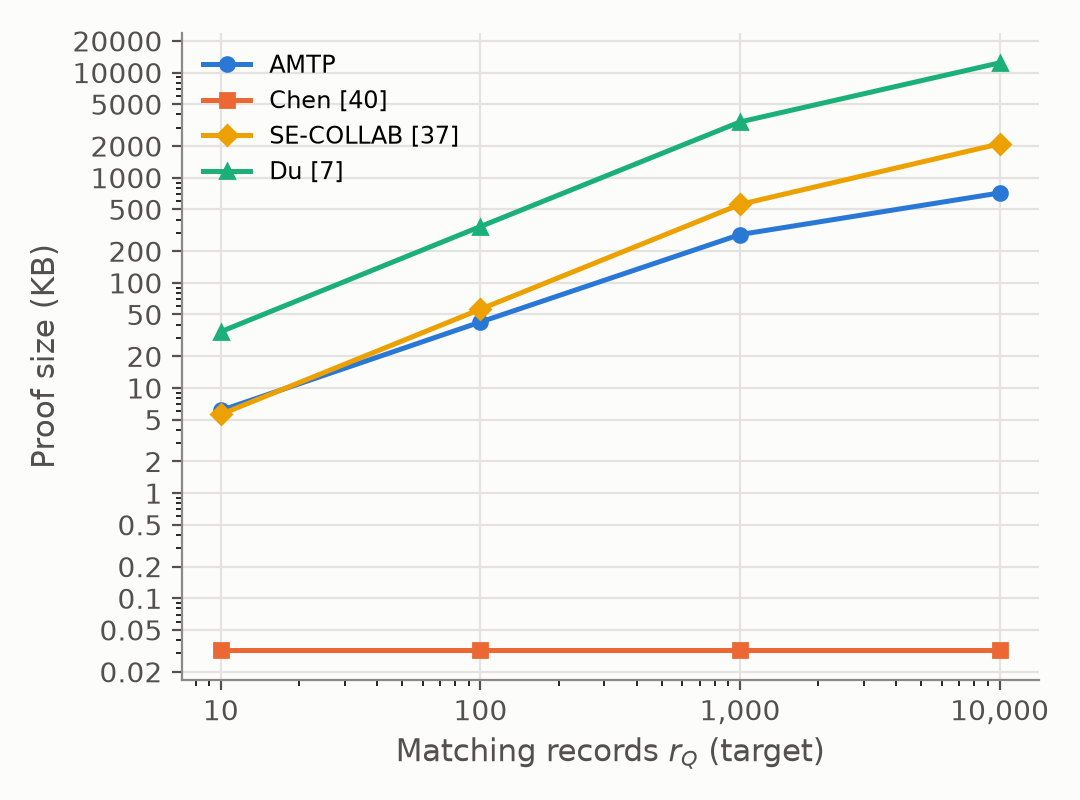 20000
10000
5000
2000
1000
500
200
100
50
20
10
5
2
1
0.5
0.2
0.1
0.05
0.02
Proof size (KB)
AMTP
Chen [40]
SE-COLLAB [37]
Du [7]
10 100 1,000 10,000
Matching records r_Q (target)